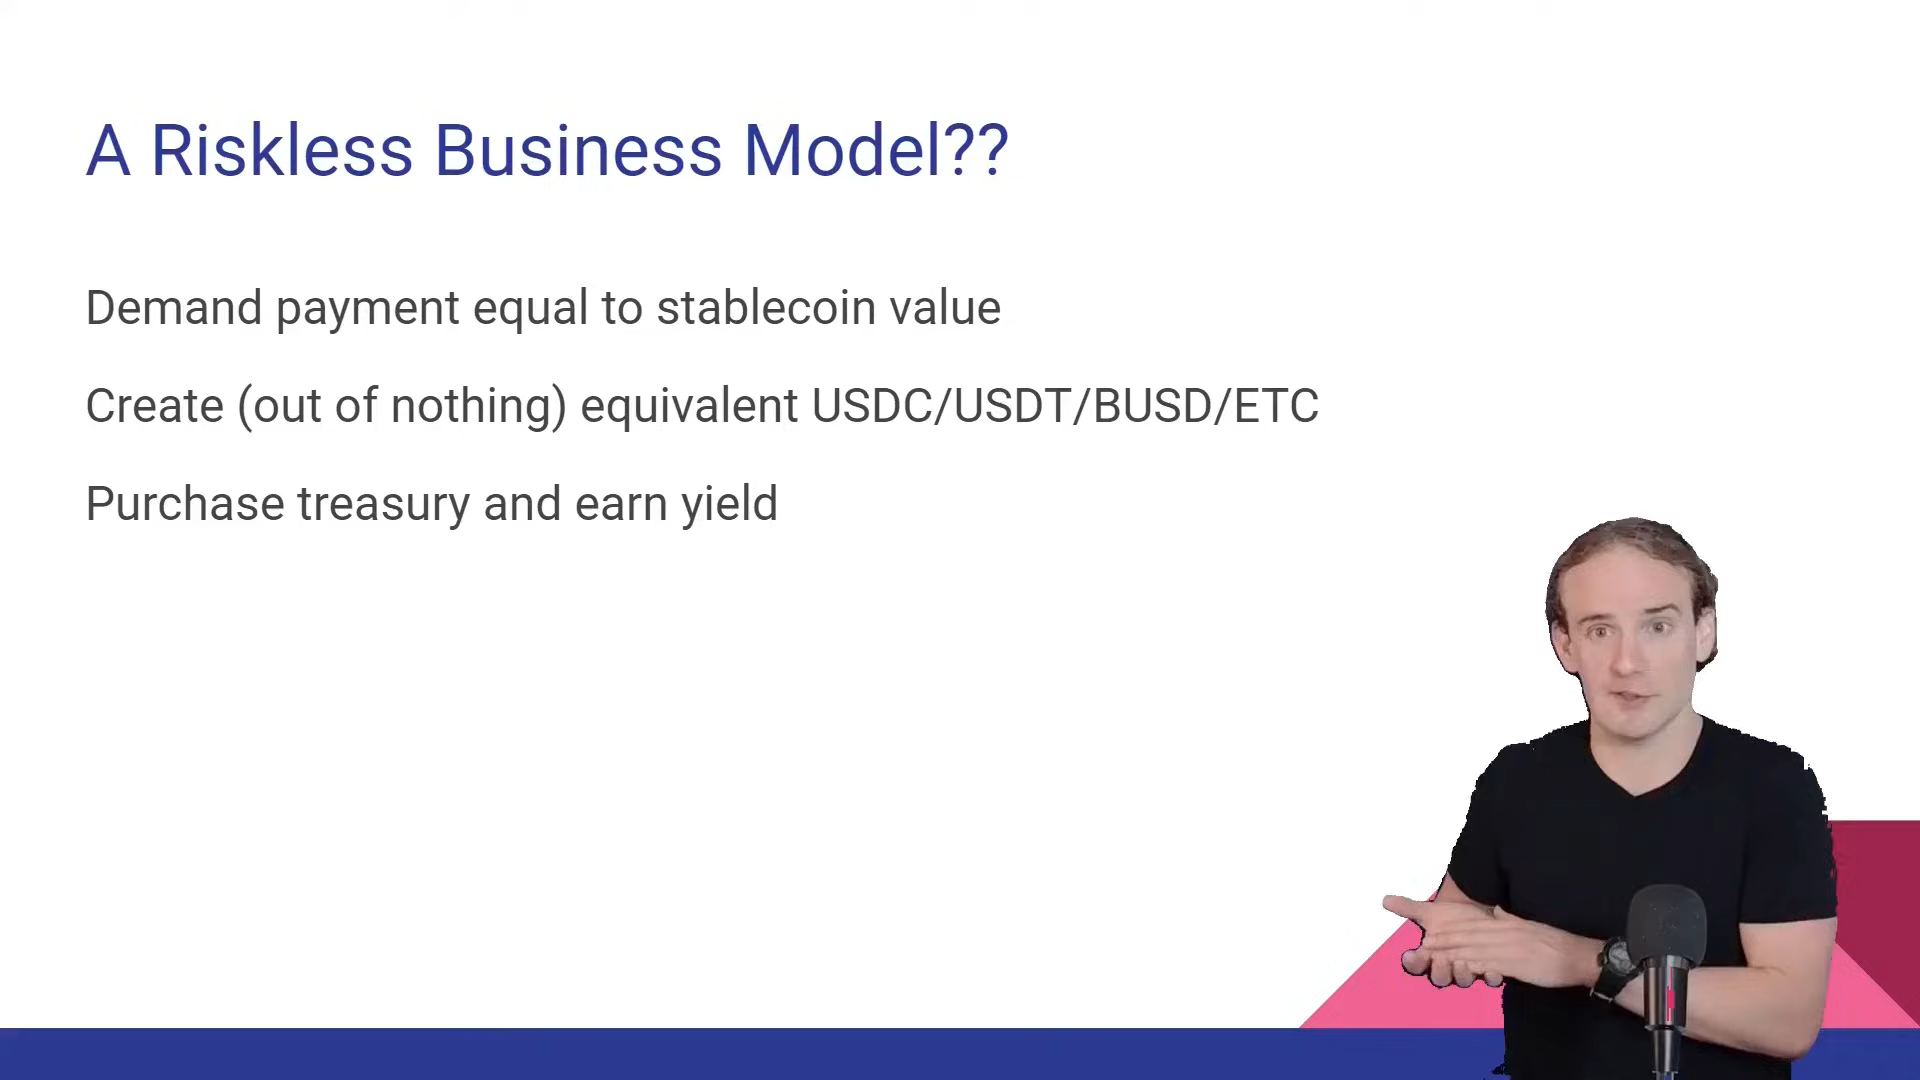 A Riskless Business Model??
Demand payment equal to stablecoin value
Create (out of nothing) equivalent USDC/USDT/BUSD/ETC
Purchase treasury and earn yield